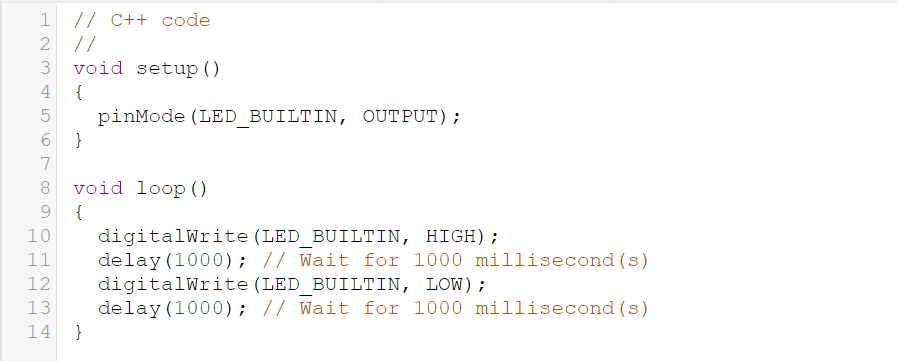 1 // C++ code
2 //
3 void setup()
4 {
5   pinMode(LED_BUILTIN, OUTPUT);
6 }
7
8 void loop()
9 {
10   digitalWrite(LED_BUILTIN, HIGH);
11   delay(1000); // Wait for 1000 millisecond(s)
12   digitalWrite(LED_BUILTIN, LOW);
13   delay(1000); // Wait for 1000 millisecond(s)
14 }